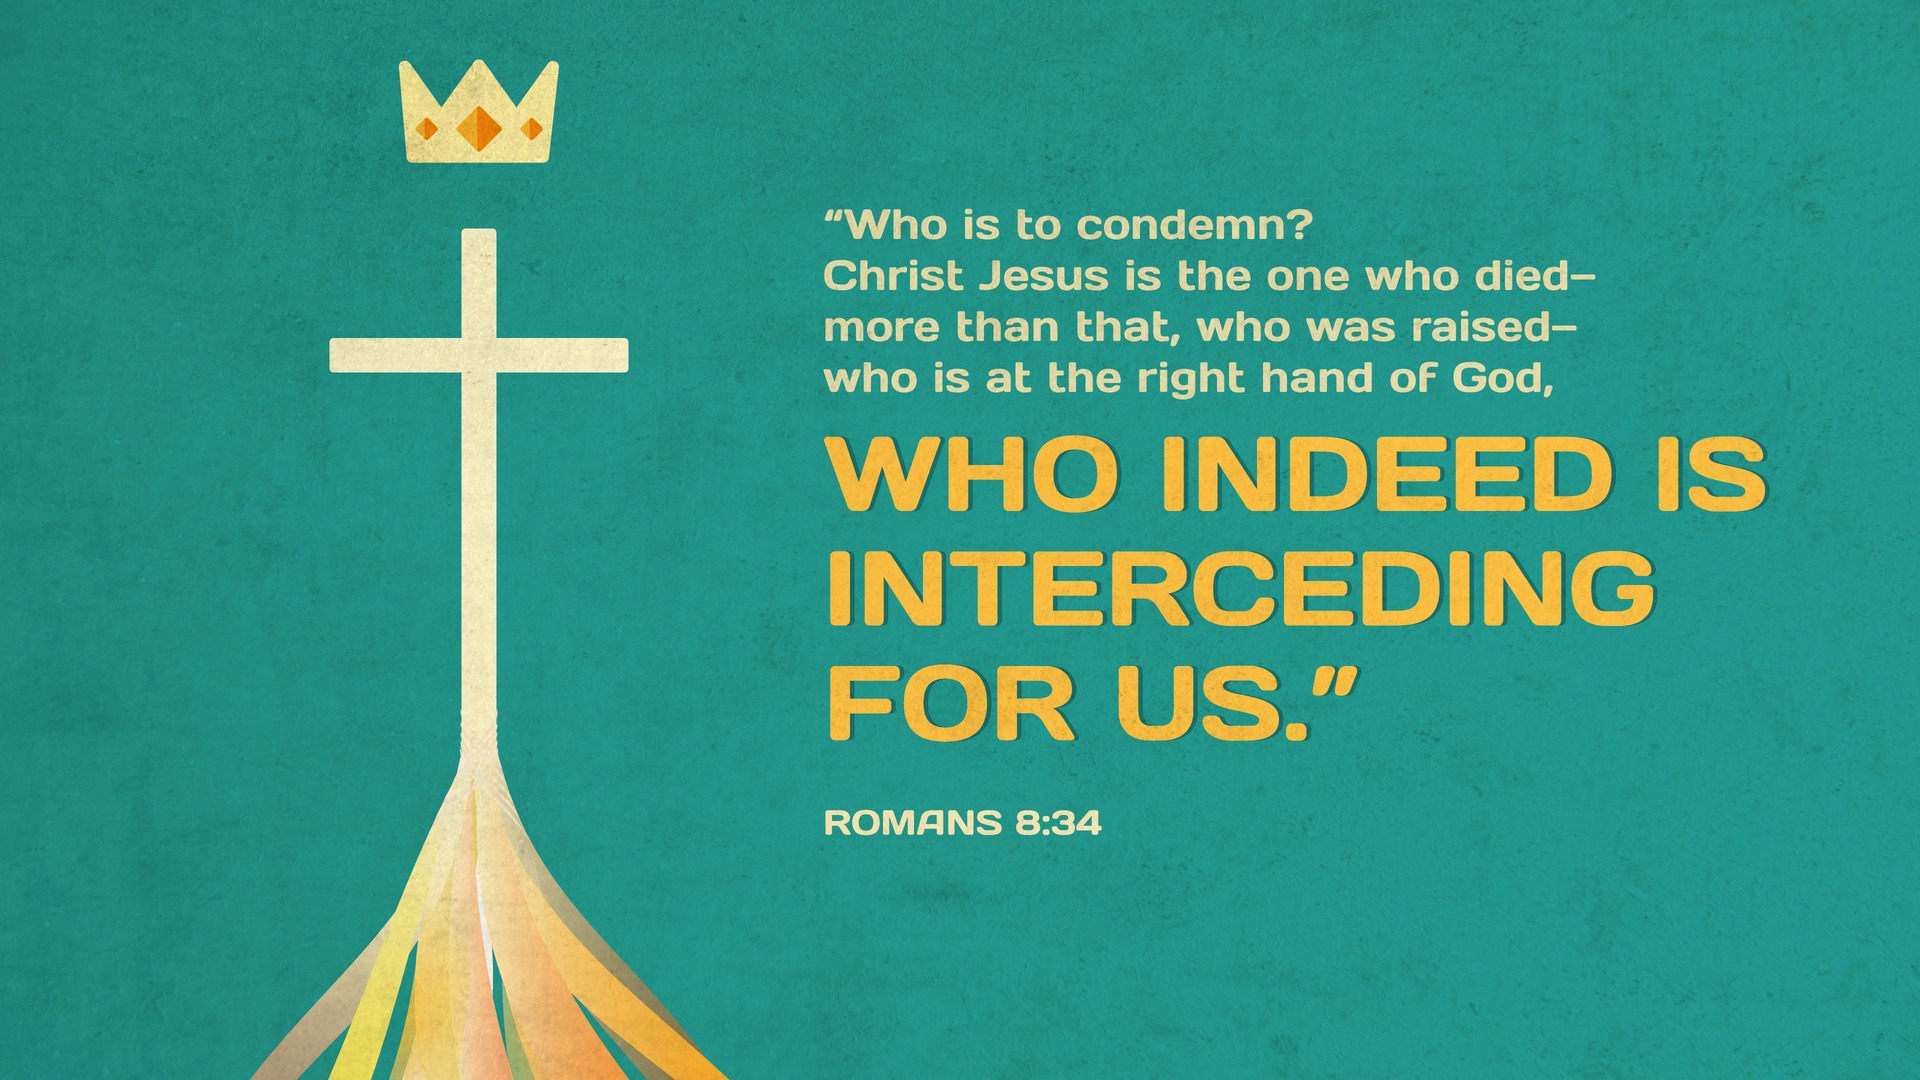 “Who is to condemn?
Christ Jesus is the one who died–
more than that, who was raised–
who is at the right hand of God,
WHO INDEED IS
INTERCEDING
FOR US.”
ROMANS 8:34